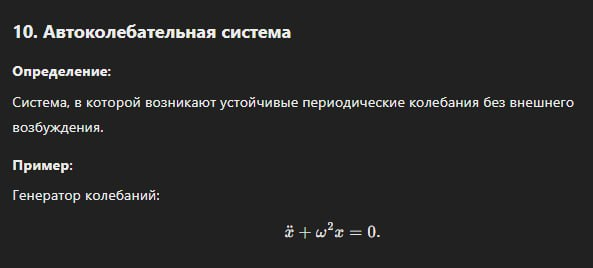 10. Автоколебательная система
Определение:
Система, в которой возникают устойчивые периодические колебания без внешнего
возбуждения.
Пример:
Генератор колебаний:
ẍ + ω²x = 0.